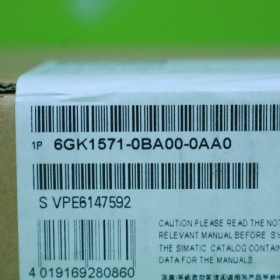 1P 6GK1571-0BA00-0AA0
S VPE6147592
CAUTION PLEASE READ THE NOT
RELEVANT MANUAL BEFORE SY
THE SIMATIC CATALOG CONTAIN
DATA FOR THE MANUALS
4 019169 280860